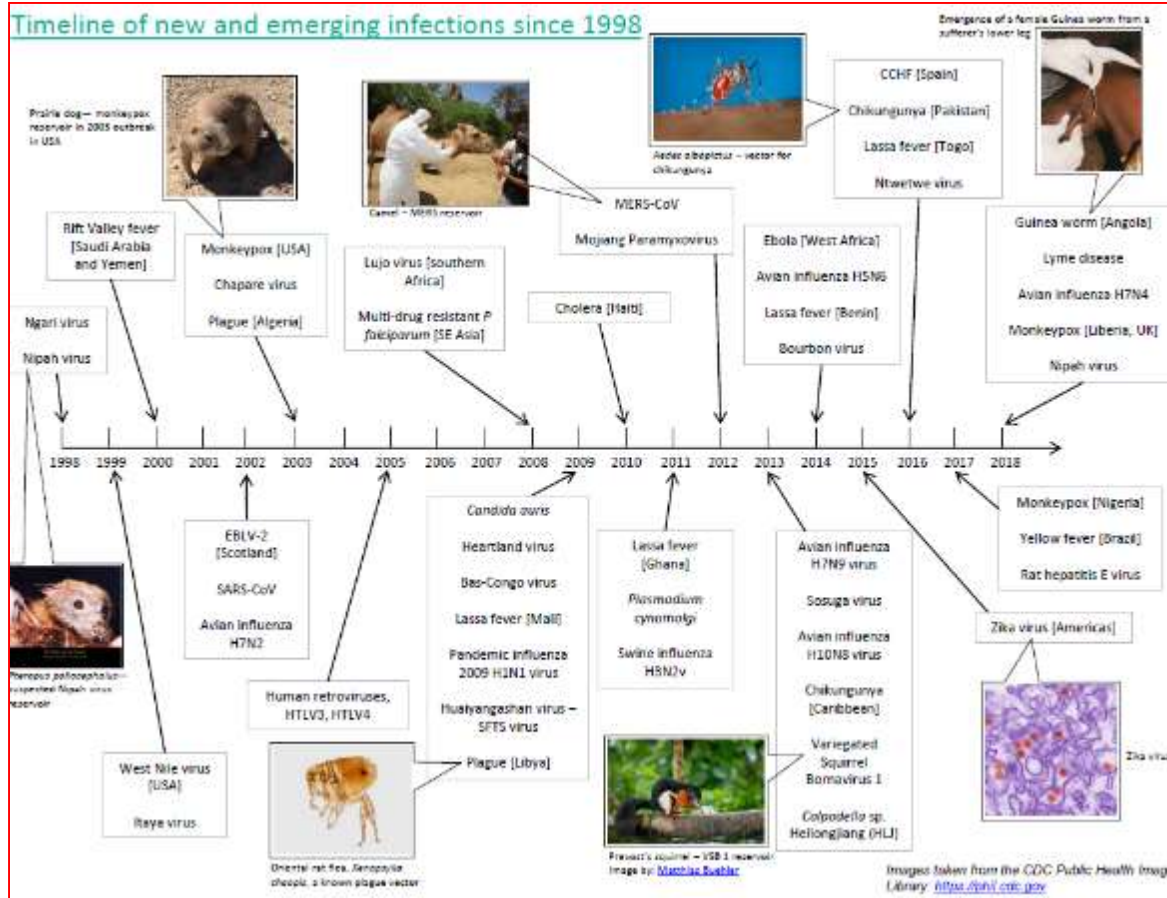 Timeline of new and emerging infections since 1998
Emergence of a female Guinea worm from a
sufferer's lower leg
Prairie dog— monkeypox
reservoir in 2003 outbreak
in USA
Camel – MERS reservoir
Aedes albopictus – vector for
chikungunya
CCHF [Spain]
Chikungunya [Pakistan]
Lassa fever [Togo]
Ntwetwe virus
Rift Valley fever
[Saudi Arabia
and Yemen]
Monkeypox [USA]
Chapare virus
Plague [Algeria]
Lujo virus [southern
Africa]
Multi-drug resistant P
falciparum [SE Asia]
MERS-CoV
Mojiang Paramyxovirus
Cholera [Haiti]
Ebola [West Africa]
Avian influenza H5N6
Lassa fever [Benin]
Bourbon virus
Guinea worm [Angola]
Lyme disease
Avian influenza H7N4
Monkeypox [Liberia, UK]
Nipah virus
Ngari virus
Nipah virus
1998 1999 2000 2001 2002 2003 2004 2005 2006 2007 2008 2009 2010 2011 2012 2013 2014 2015 2016 2017 2018
EBLV-2
[Scotland]
SARS-CoV
Avian influenza
H7N2
Candida auris
Heartland virus
Bas-Congo virus
Lassa fever [Mali]
Pandemic influenza
2009 H1N1 virus
Huaiyangashan virus –
SFTS virus
Plague [Libya]
Lassa fever
[Ghana]
Plasmodium
cynomolgi
Swine influenza
H3N2v
Avian influenza
H7N9 virus
Sosuga virus
Avian influenza
H10N8 virus
Chikungunya
[Caribbean]
Variegated
Squirrel
Bornavirus 1
sp.
Heilongjiang (HLJ)
Monkeypox [Nigeria]
Yellow fever [Brazil]
Rat hepatitis E virus
Zika virus [Americas]
Pteropus poliocephalus—
suspected Nipah virus
reservoir
Human retroviruses,
HTLV3, HTLV4
West Nile virus
[USA]
Itaya virus
Oriental rat flea, Xenopsylla
cheopis, a known plague vector
Prevost's squirrel – VSB 1 reservoir
Image by: Matthias Buehler
Zika viru
Images taken from the CDC Public Health Imag
Library https://phil.cdc.gov